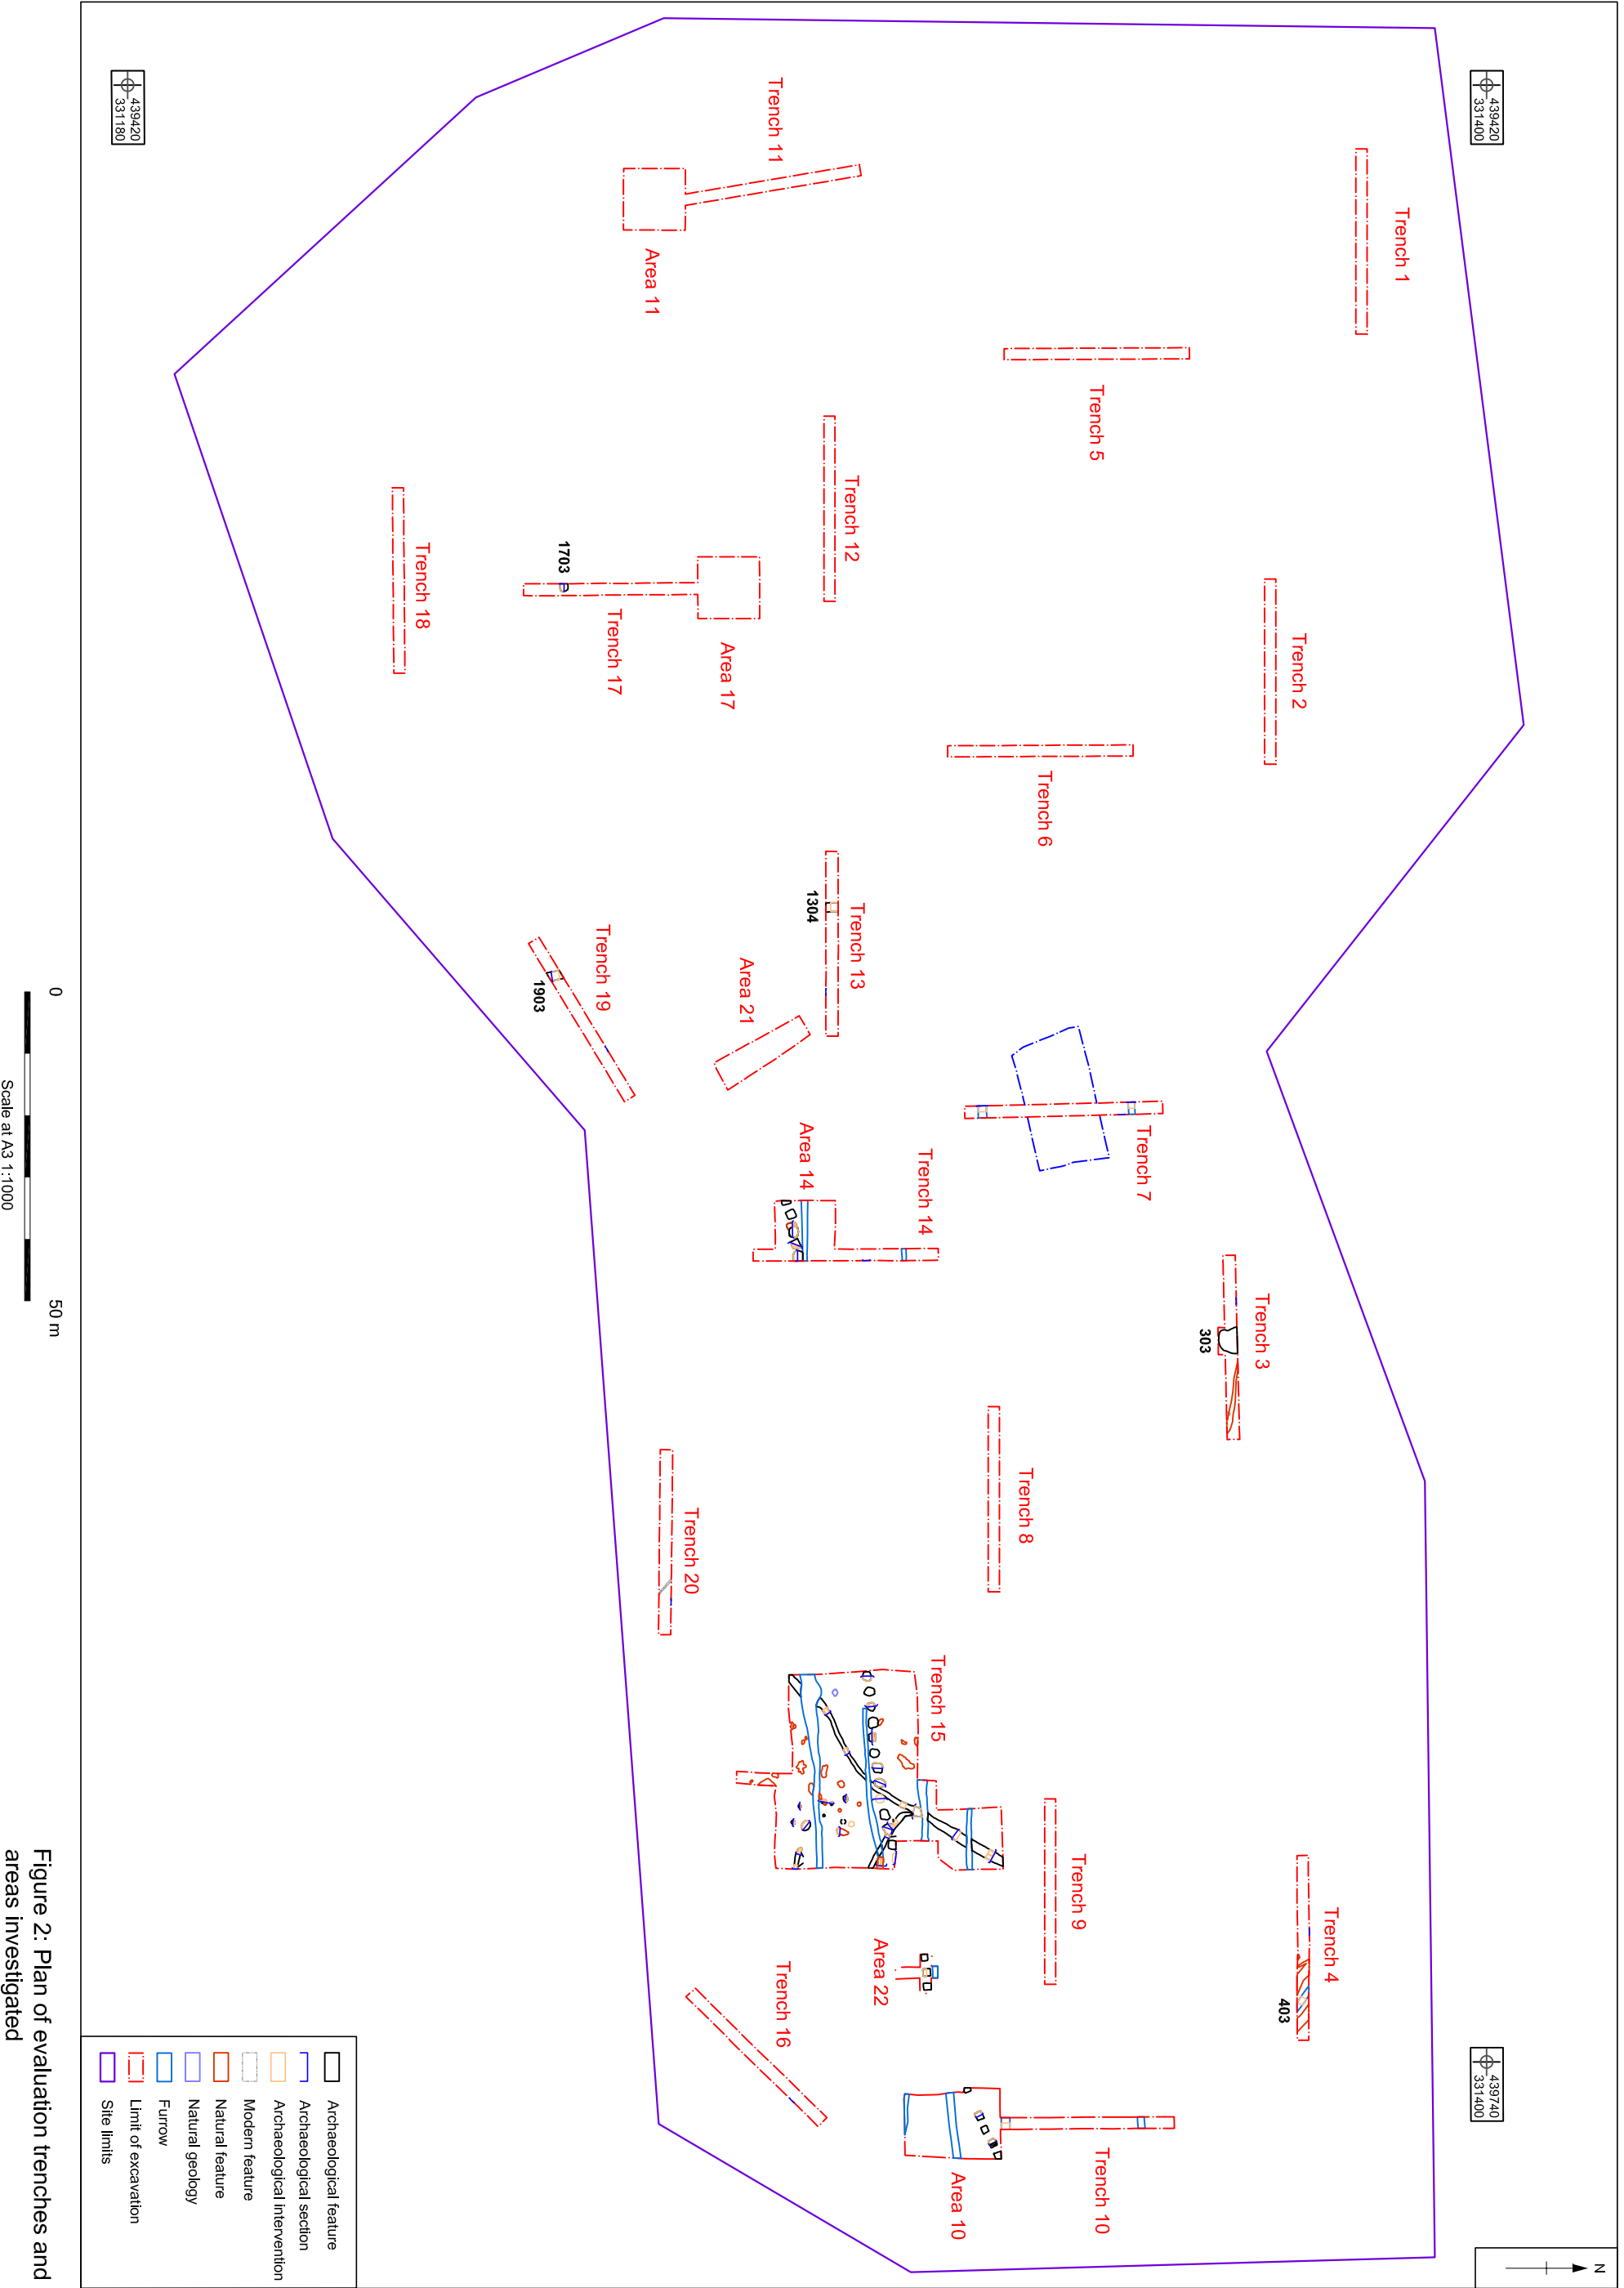 N
439420
331400
439740
331400
Trench 1
Trench 2
Trench 3
303
Trench 4
403
Trench 5
Trench 6
Trench 7
Trench 8
Trench 9
Trench 10
Area 10
Trench 11
Area 11
Trench 12
Trench 13
1304
Area 21
Trench 14
Area 14
Trench 15
Area 22
Trench 16
Area 17
Trench 17
1703
Trench 18
Trench 19
1903
Trench 20
439420
331180
Archaeological feature
Archaeological section
Archaeological intervention
Modern feature
Natural feature
Natural geology
Furrow
Limit of excavation
Site limits
0
50 m
Scale at A3 1:1000
Figure 2: Plan of evaluation trenches and
areas investigated